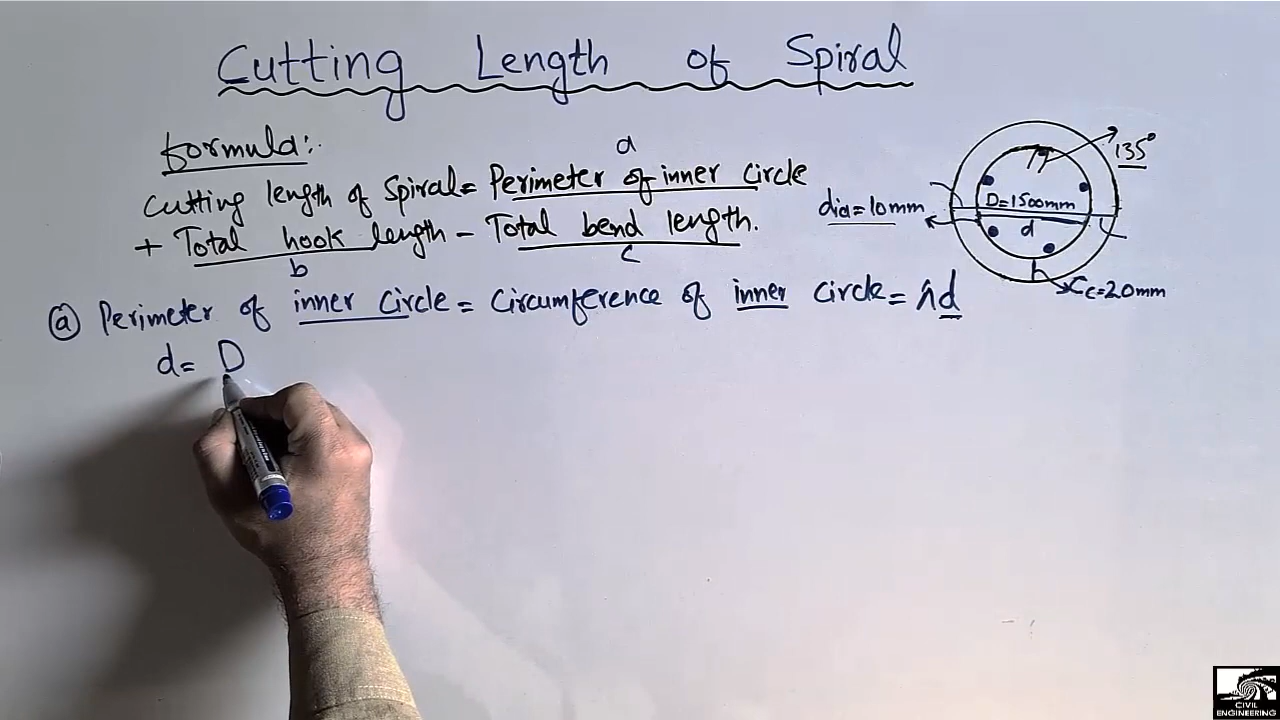 Cutting Length of Spiral
formula:
a
Cutting length of Spiral = Perimeter of inner Circle
+ Total hook length - Total bend length.
b c
135°
D=1500mm
dia=10mm
d
Cc=20mm
a Perimeter of inner Circle = Circumference of inner Circle = πd
d= D
CIVIL
ENGINEERING